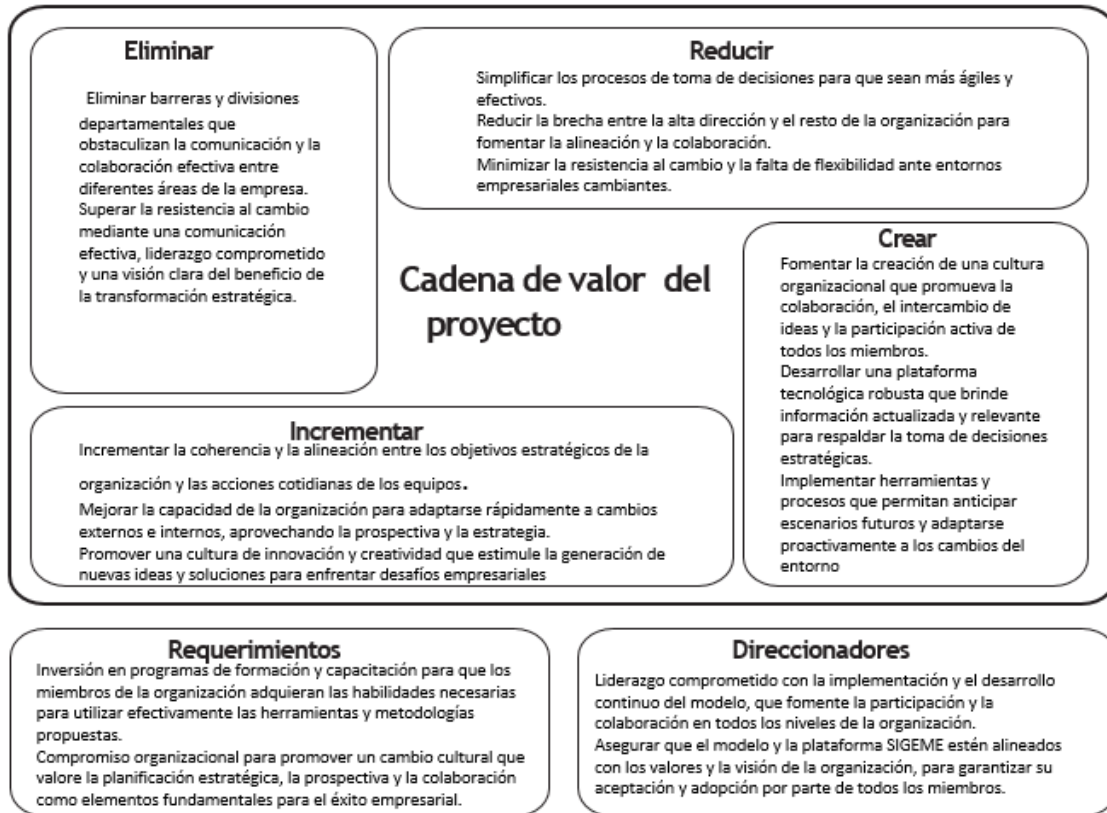 Eliminar
Eliminar barreras y divisiones
departamentales que
obstaculizan la comunicación y la
colaboración efectiva entre
diferentes áreas de la empresa.
Superar la resistencia al cambio
mediante una comunicación
efectiva, liderazgo comprometido
y una visión clara del beneficio de
la transformación estratégica.
Reducir
Simplificar los procesos de toma de decisiones para que sean más ágiles y
efectivos.
Reducir la brecha entre la alta dirección y el resto de la organización para
fomentar la alineación y la colaboración.
Minimizar la resistencia al cambio y la falta de flexibilidad ante entornos
empresariales cambiantes.
Cadena de valor del
proyecto
Crear
Fomentar la creación de una cultura
organizacional que promueva la
colaboración, el intercambio de
ideas y la participación activa de
todos los miembros.
Desarrollar una plataforma
tecnológica robusta que brinde
información actualizada y relevante
para respaldar la toma de decisiones
estratégicas.
Implementar herramientas y
procesos que permitan anticipar
escenarios futuros y adaptarse
proactivamente a los cambios del
entorno
Incrementar
Incrementar la coherencia y la alineación entre los objetivos estratégicos de la
organización y las acciones cotidianas de los equipos.
Mejorar la capacidad de la organización para adaptarse rápidamente a cambios
externos e internos, aprovechando la prospectiva y la estrategia.
Promover una cultura de innovación y creatividad que estimule la generación de
nuevas ideas y soluciones para enfrentar desafíos empresariales
Requerimientos
Inversión en programas de formación y capacitación para que los
miembros de la organización adquieran las habilidades necesarias
para utilizar efectivamente las herramientas y metodologías
propuestas.
Compromiso organizacional para promover un cambio cultural que
valore la planificación estratégica, la prospectiva y la colaboración
como elementos fundamentales para el éxito empresarial.
Direccionadores
Liderazgo comprometido con la implementación y el desarrollo
continuo del modelo, que fomente la participación y la
colaboración en todos los niveles de la organización.
Asegurar que el modelo y la plataforma SIGEME estén alineados
con los valores y la visión de la organización, para garantizar su
aceptación y adopción por parte de todos los miembros.